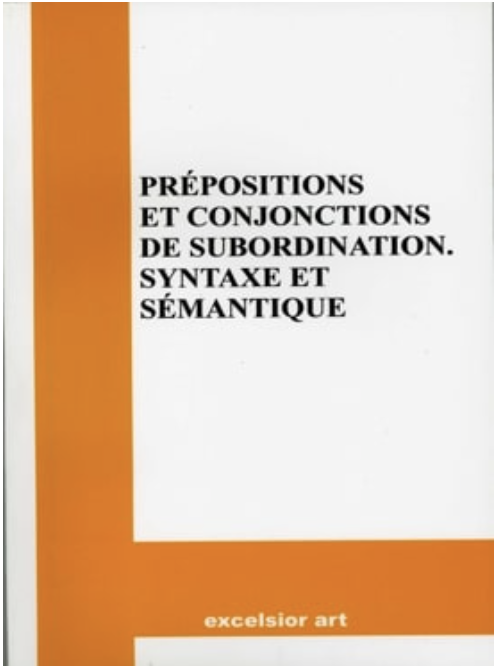 PRÉPOSITIONS
ET CONJONCTIONS
DE SUBORDINATION.
SYNTAXE ET
SÉMANTIQUE
excelsior art